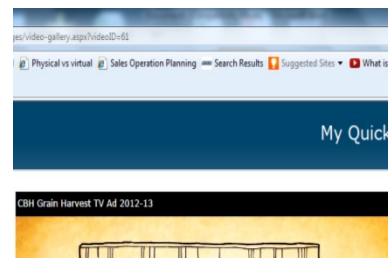 ges/video-gallery.aspx?videoID=61
Physical vs virtual Sales Operation Planning Search Results Suggested Sites What is
My Quick
CBH Grain Harvest TV Ad 2012-13